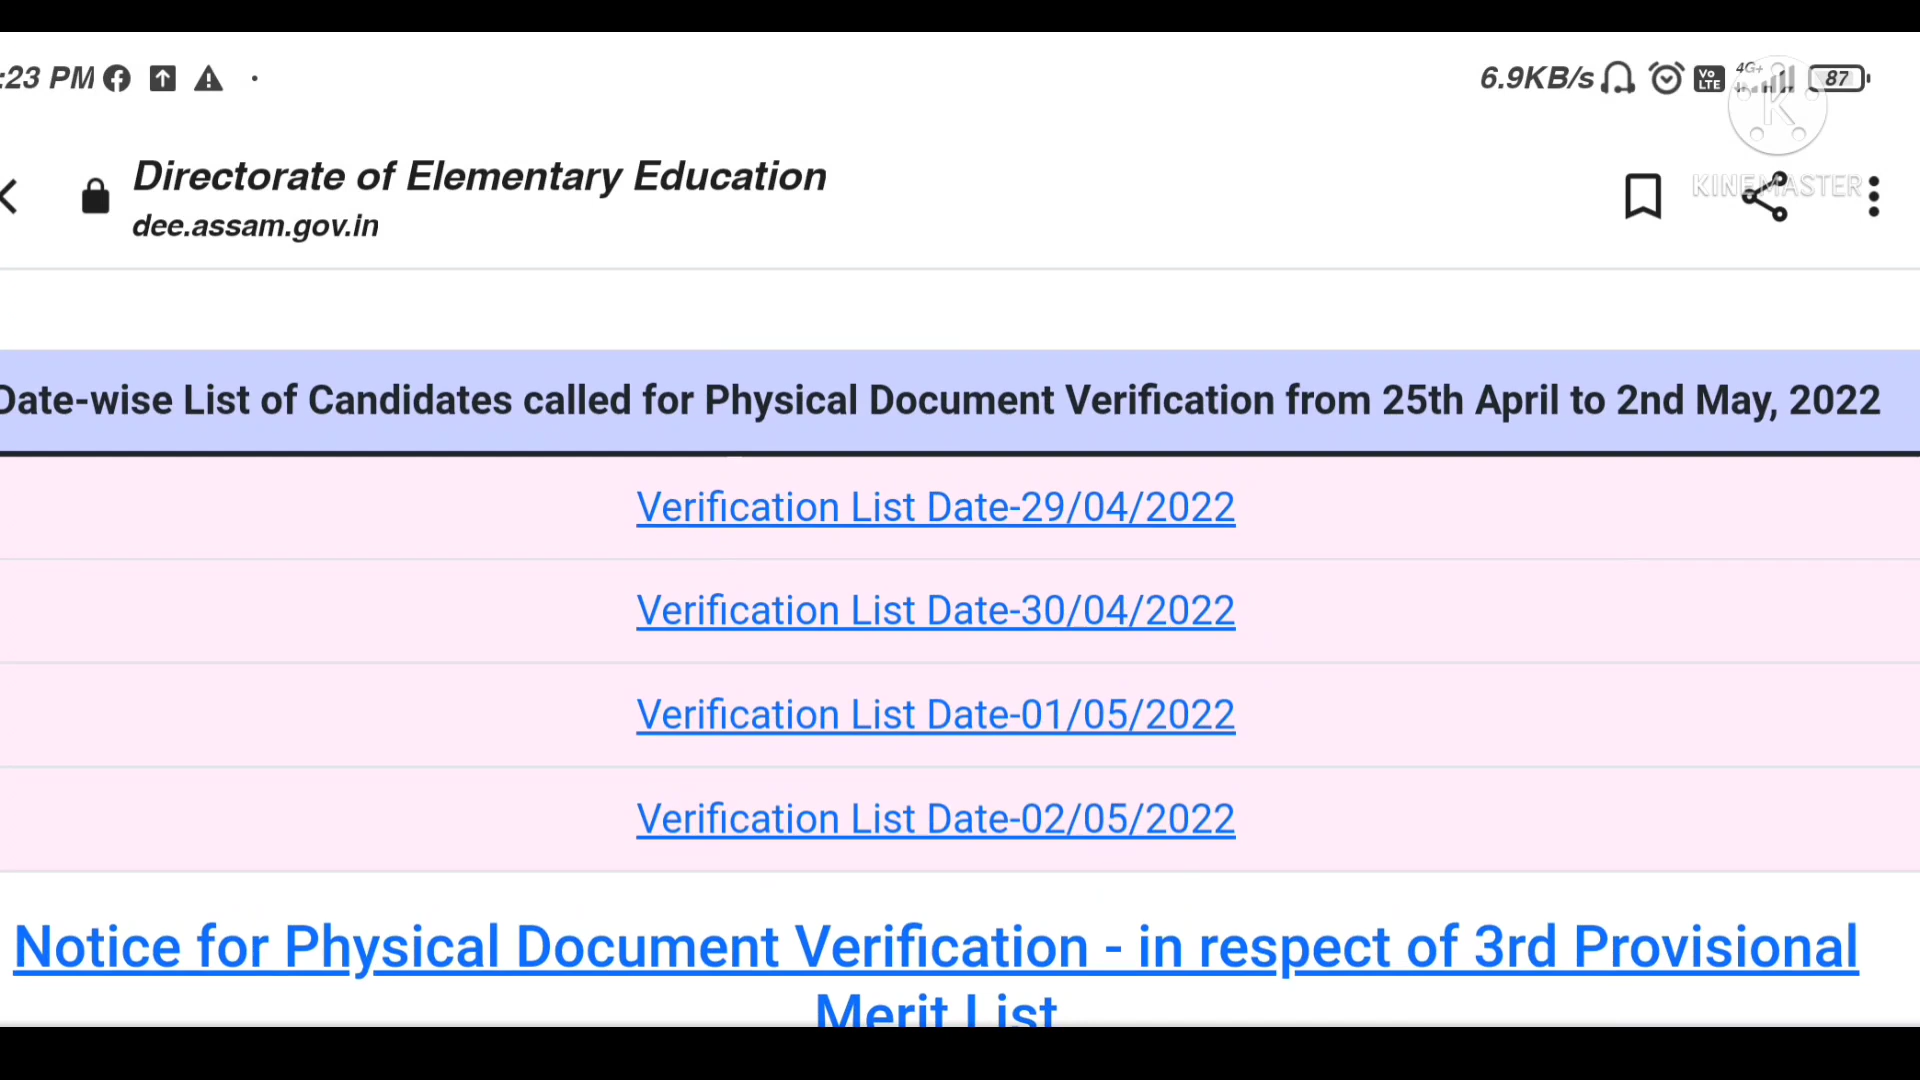 :23 PM
6.9KB/s Vo LTE 4G+ 87
Directorate of Elementary Education
dee.assam.gov.in
KINEMASTER
Date-wise List of Candidates called for Physical Document Verification from 25th April to 2nd May, 2022
Verification List Date-29/04/2022
Verification List Date-30/04/2022
Verification List Date-01/05/2022
Verification List Date-02/05/2022
Notice for Physical Document Verification - in respect of 3rd Provisional
Merit List